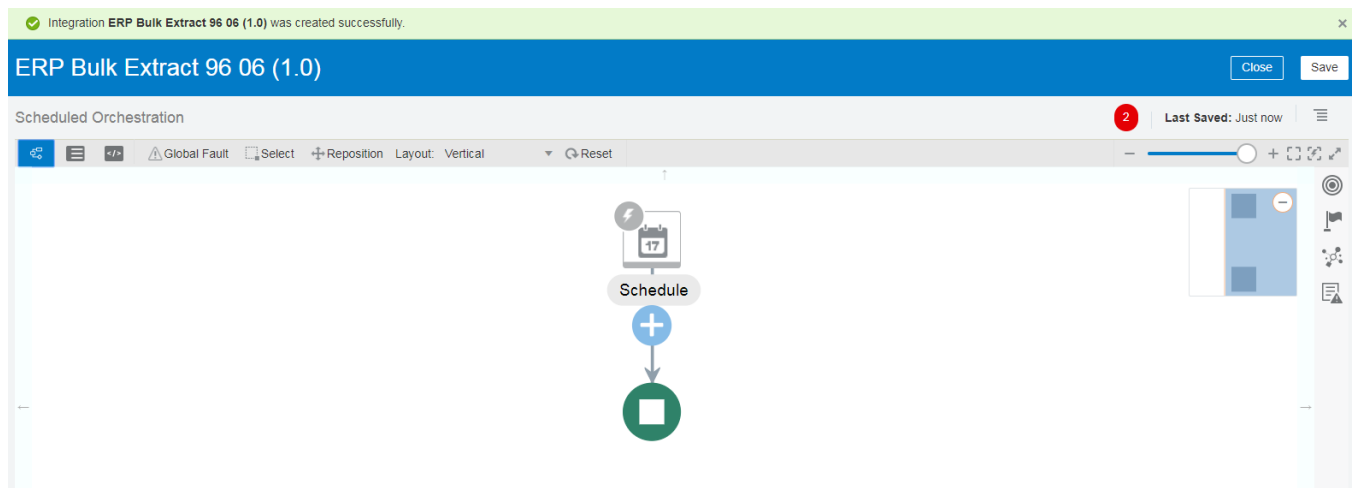 Integration ERP Bulk Extract 96 06 (1.0) was created successfully.
ERP Bulk Extract 96 06 (1.0)
Close
Save
Scheduled Orchestration
2
Last Saved: Just now
</>
Global Fault
Select
Reposition
Layout: Vertical
Reset
17
Schedule